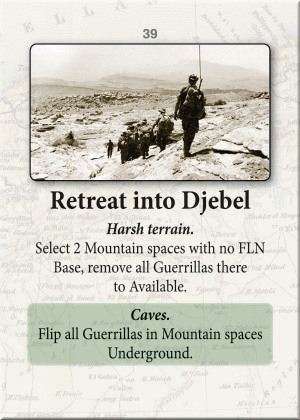 39
Retreat into Djebel
Harsh terrain.
Select 2 Mountain spaces with no FLN
Base, remove all Guerrillas there
to Available.
Caves.
Flip all Guerrillas in Mountain spaces
Underground.